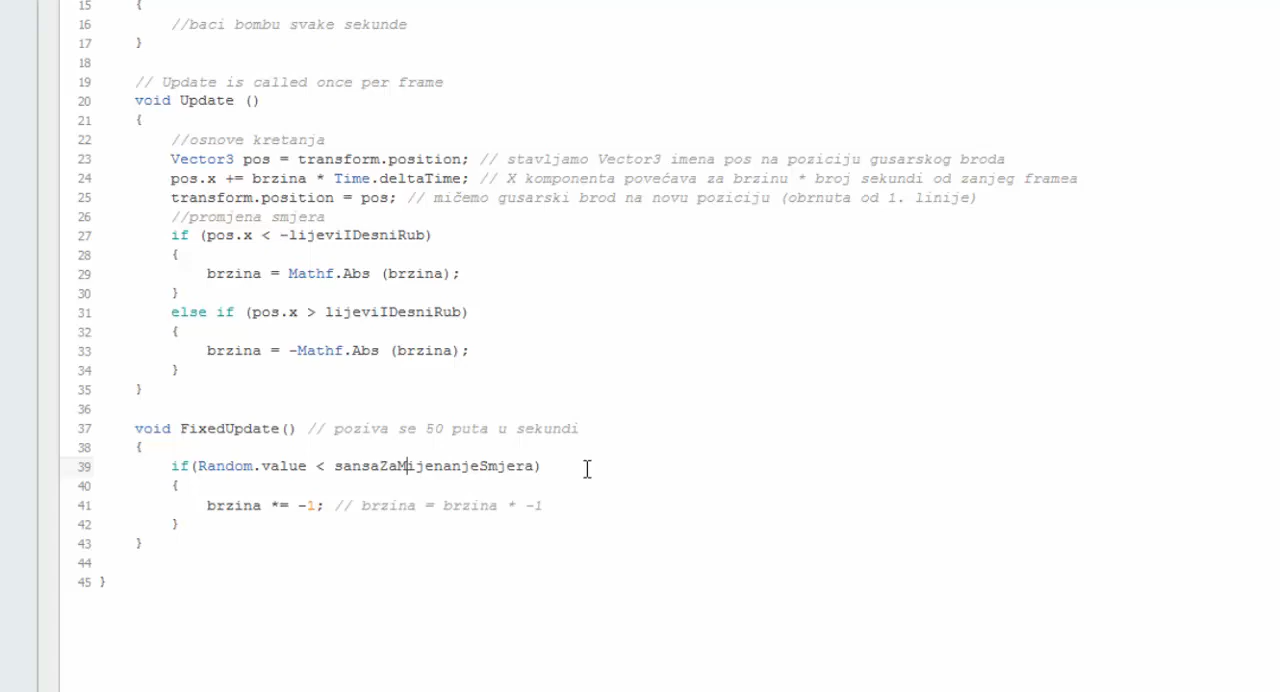 15 {
16 //baci bombu svake sekunde
17 }
18
19 // Update is called once per frame
20 void Update ()
21 {
22 //osnove kretanja
23 Vector3 pos = transform.position; // stavljamo Vector3 imena pos na poziciju gusarskog broda
24 pos.x += brzina * Time.deltaTime; // X komponenta povećava za brzinu * broj sekundi od zanjeg framea
25 transform.position = pos; // mičemo gusarski brod na novu poziciju (obrnuta od 1. linije)
26 //promjena smjera
27 if (pos.x < -lijeviIDesniRub)
28 {
29 brzina = Mathf.Abs (brzina);
30 }
31 else if (pos.x > lijeviIDesniRub)
32 {
33 brzina = -Mathf.Abs (brzina);
34 }
35 }
36
37 void FixedUpdate() // poziva se 50 puta u sekundi
38 {
39 if(Random.value < sansaZaMijenanjeSmjera)
40 {
41 brzina *= -1; // brzina = brzina * -1
42 }
43 }
44
45 }